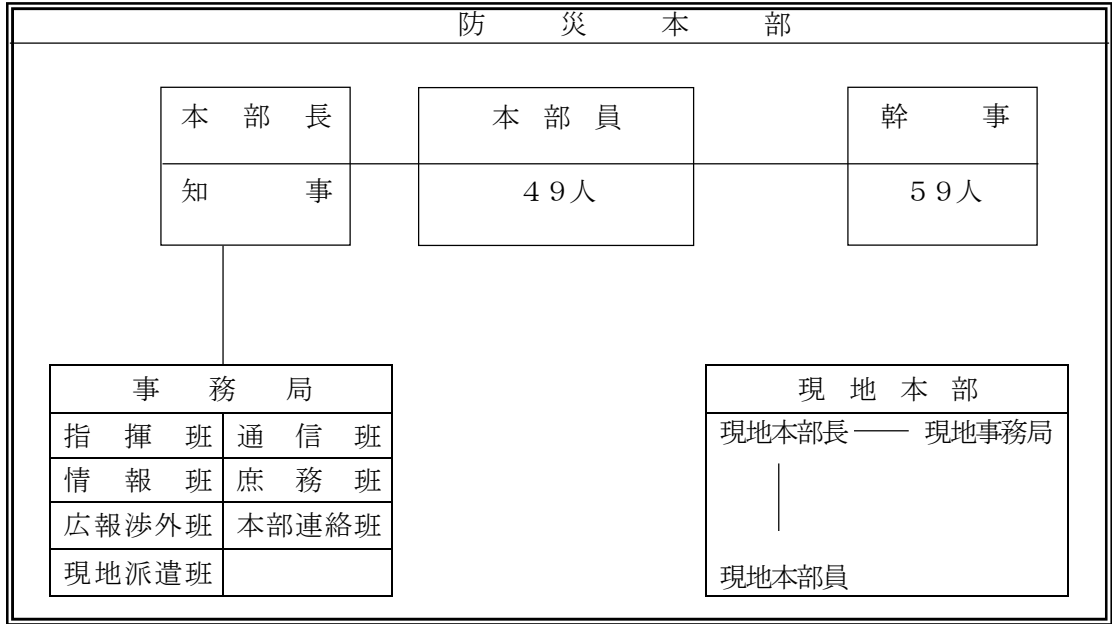 防災本部
本部長 本部員 幹事
知事 49人 59人
事務局
指揮班 通信班
情報班 庶務班
広報渉外班 本部連絡班
現地派遣班
現地本部
現地本部長 現地事務局
現地本部員